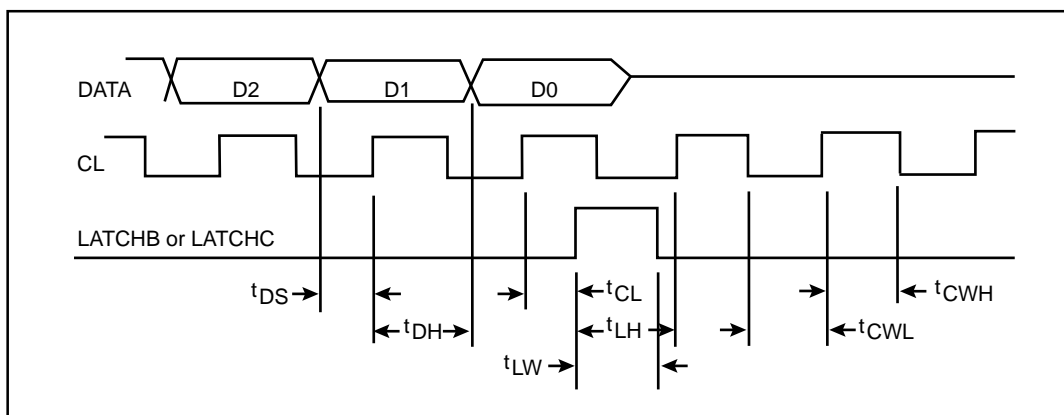 DATA
D2
D1
D0
CL
LATCHB or LATCHC
tDS
tCL
tCWH
tDH
tLH
tCWL
tLW